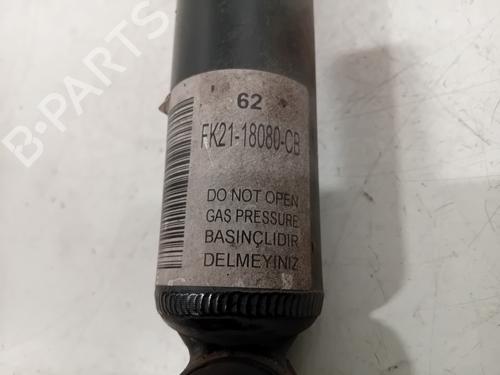 62
FK21-18080-CB
DO NOT OPEN
GAS PRESSURE
BASINÇLIDIR
DELMEYINIZ
B-PARTS